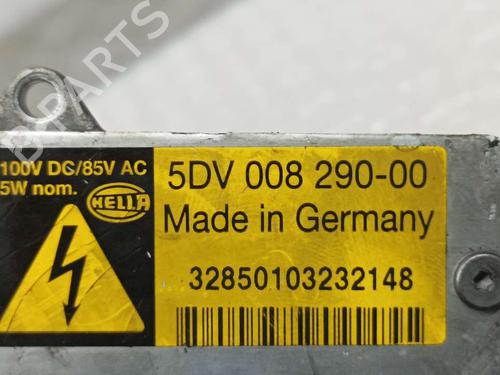 B-PARTS
100V DC/85V AC
5W nom.
HELLA
5DV 008 290-00
Made in Germany
32850103232148